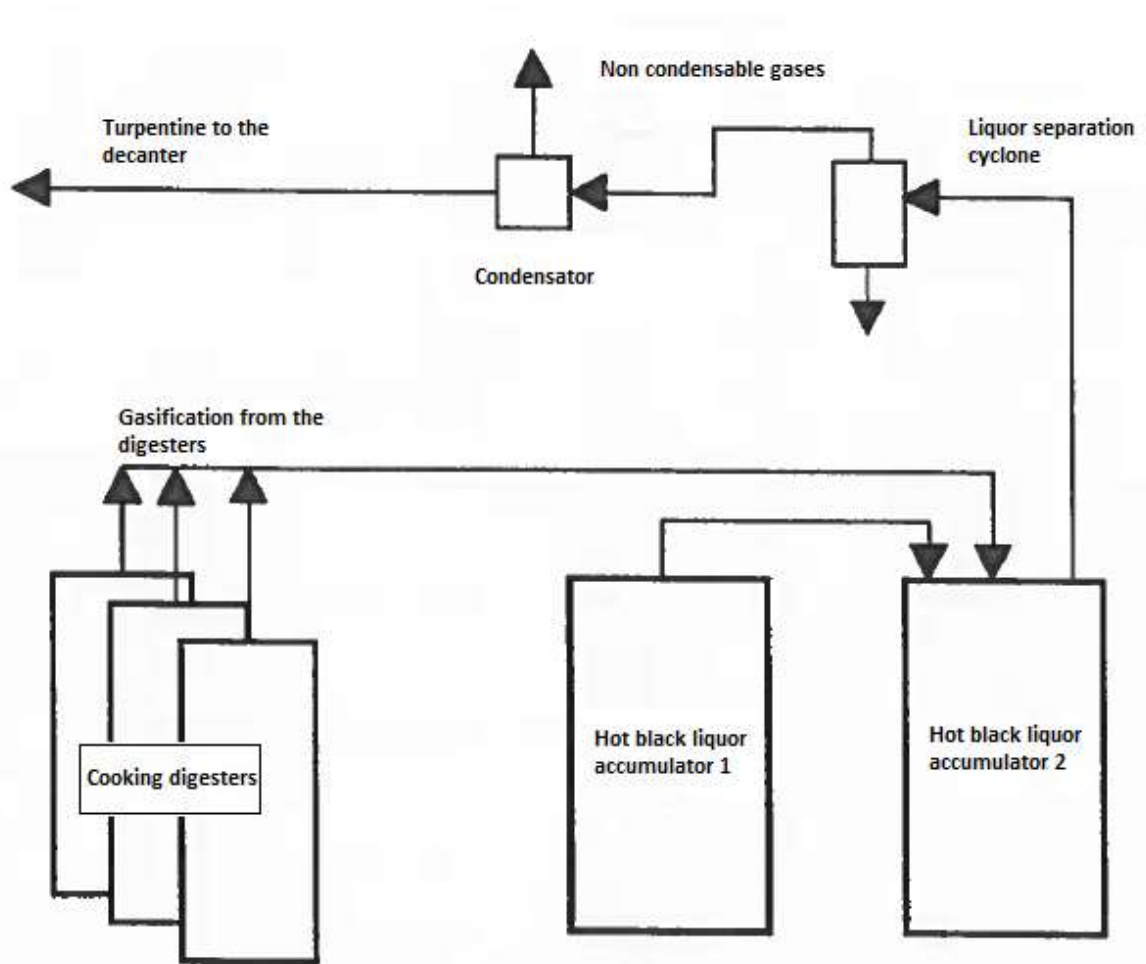 Non condensable gases
Turpentine to the
decanter
Liquor separation
cyclone
Condensator
Gasification from the
digesters
Cooking digesters
Hot black liquor
accumulator 1
Hot black liquor
accumulator 2